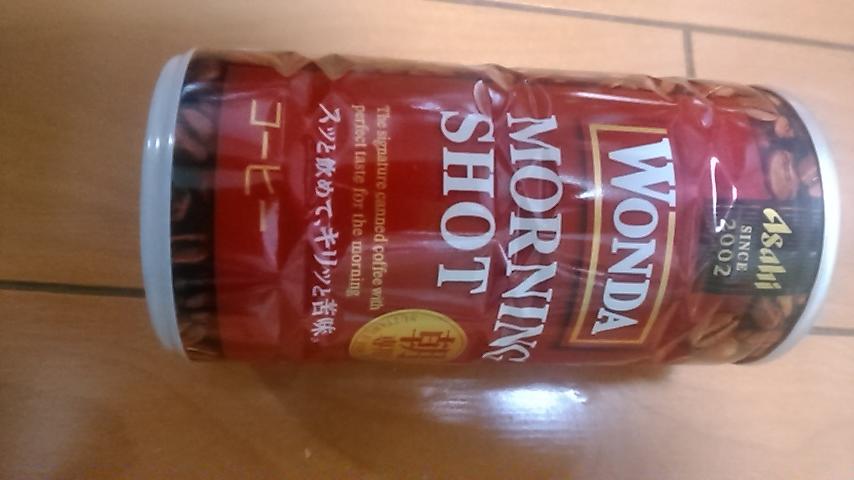 Asahi
SINCE
2002
WONDA
MORNING
SHOT
The signature canned coffee with
perfect taste for the morning
朝
スッと飲めて、キリッと苦味。
コーヒー